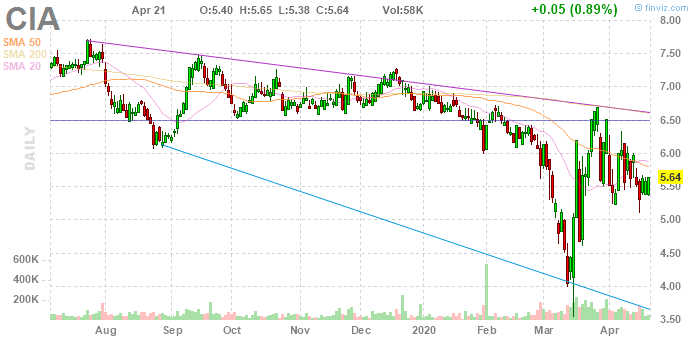 CIA Apr 21 O:5.40 H:5.65 L:5.38 C:5.64 Vol:58K +0.05 (0.89%) © finviz.com
SMA 50
SMA 200
SMA 20
DAILY
8.00
7.50
7.00
6.50
6.00
5.64
5.50
5.00
4.50
4.00
3.50
600K
400K
200K
Aug Sep Oct Nov Dec 2020 Feb Mar Apr